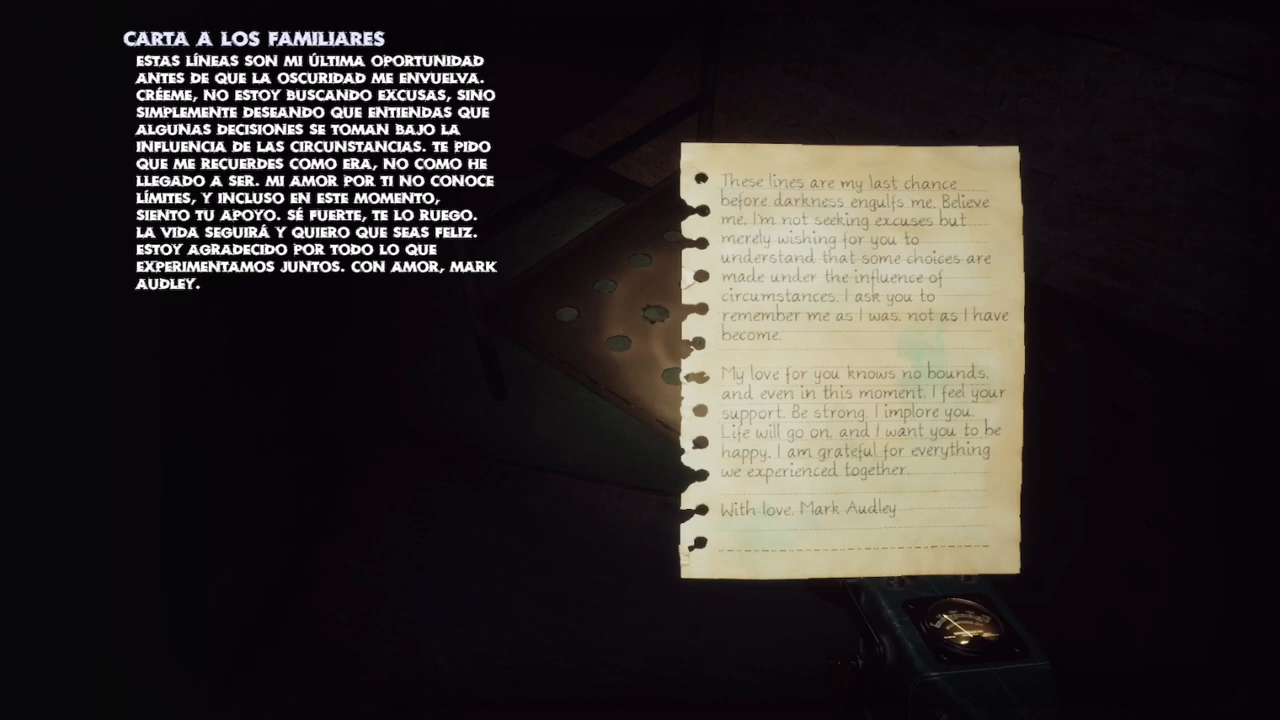 CARTA A LOS FAMILIARES
ESTAS LÍNEAS SON MI ÚLTIMA OPORTUNIDAD
ANTES DE QUE LA OSCURIDAD ME ENVUELVA.
CRÉEME, NO ESTOY BUSCANDO EXCUSAS, SINO
SIMPLEMENTE DESEANDO QUE ENTIENDAS QUE
ALGUNAS DECISIONES SE TOMAN BAJO LA
INFLUENCIA DE LAS CIRCUNSTANCIAS. TE PIDO
QUE ME RECUERDES COMO ERA, NO COMO HE
LLEGADO A SER. MI AMOR POR TI NO CONOCE
LÍMITES, Y INCLUSO EN ESTE MOMENTO,
SIENTO TU APOYO. SÉ FUERTE, TE LO RUEGO.
LA VIDA SEGUIRÁ Y QUIERO QUE SEAS FELIZ.
ESTOY AGRADECIDO POR TODO LO QUE
EXPERIMENTAMOS JUNTOS. CON AMOR, MARK
AUDLEY.
These lines are my last chance
before darkness engulfs me. Believe
me, I'm not seeking excuses but
merely wishing for you to
understand that some choices are
made under the influence of
circumstances. I ask you to
remember me as I was, not as I have
become.
My love for you knows no bounds,
and even in this moment, I feel your
support. Be strong, I implore you.
Life will go on, and I want you to be
happy. I am grateful for everything
we experienced together.
With love, Mark Audley